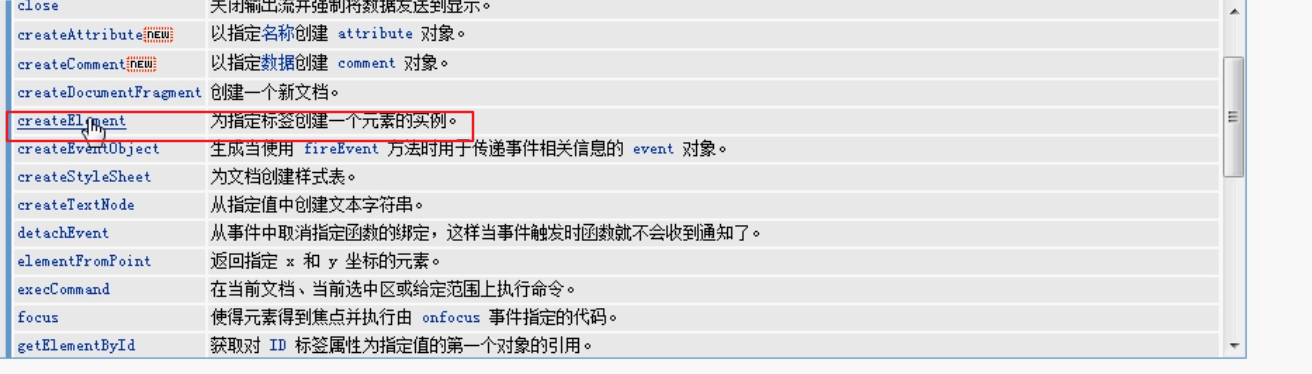 close 关闭输出流并强制将数据发送到显示。
createAttribute new 以指定名称创建 attribute 对象。
createComment new 以指定数据创建 comment 对象。
createDocumentFragment 创建一个新文档。
createElement 为指定标签创建一个元素的实例。
createEventObject 生成当使用 fireEvent 方法时用于传递事件相关信息的 event 对象。
createStyleSheet 为文档创建样式表。
createTextNode 从指定值中创建文本字符串。
detachEvent 从事件中取消指定函数的绑定，这样当事件触发时函数就不会收到通知了。
elementFromPoint 返回指定 x 和 y 坐标的元素。
execCommand 在当前文档、当前选中区或给定范围上执行命令。
focus 使得元素得到焦点并执行由 onfocus 事件指定的代码。
getElementById 获取对 ID 标签属性为指定值的第一个对象的引用。